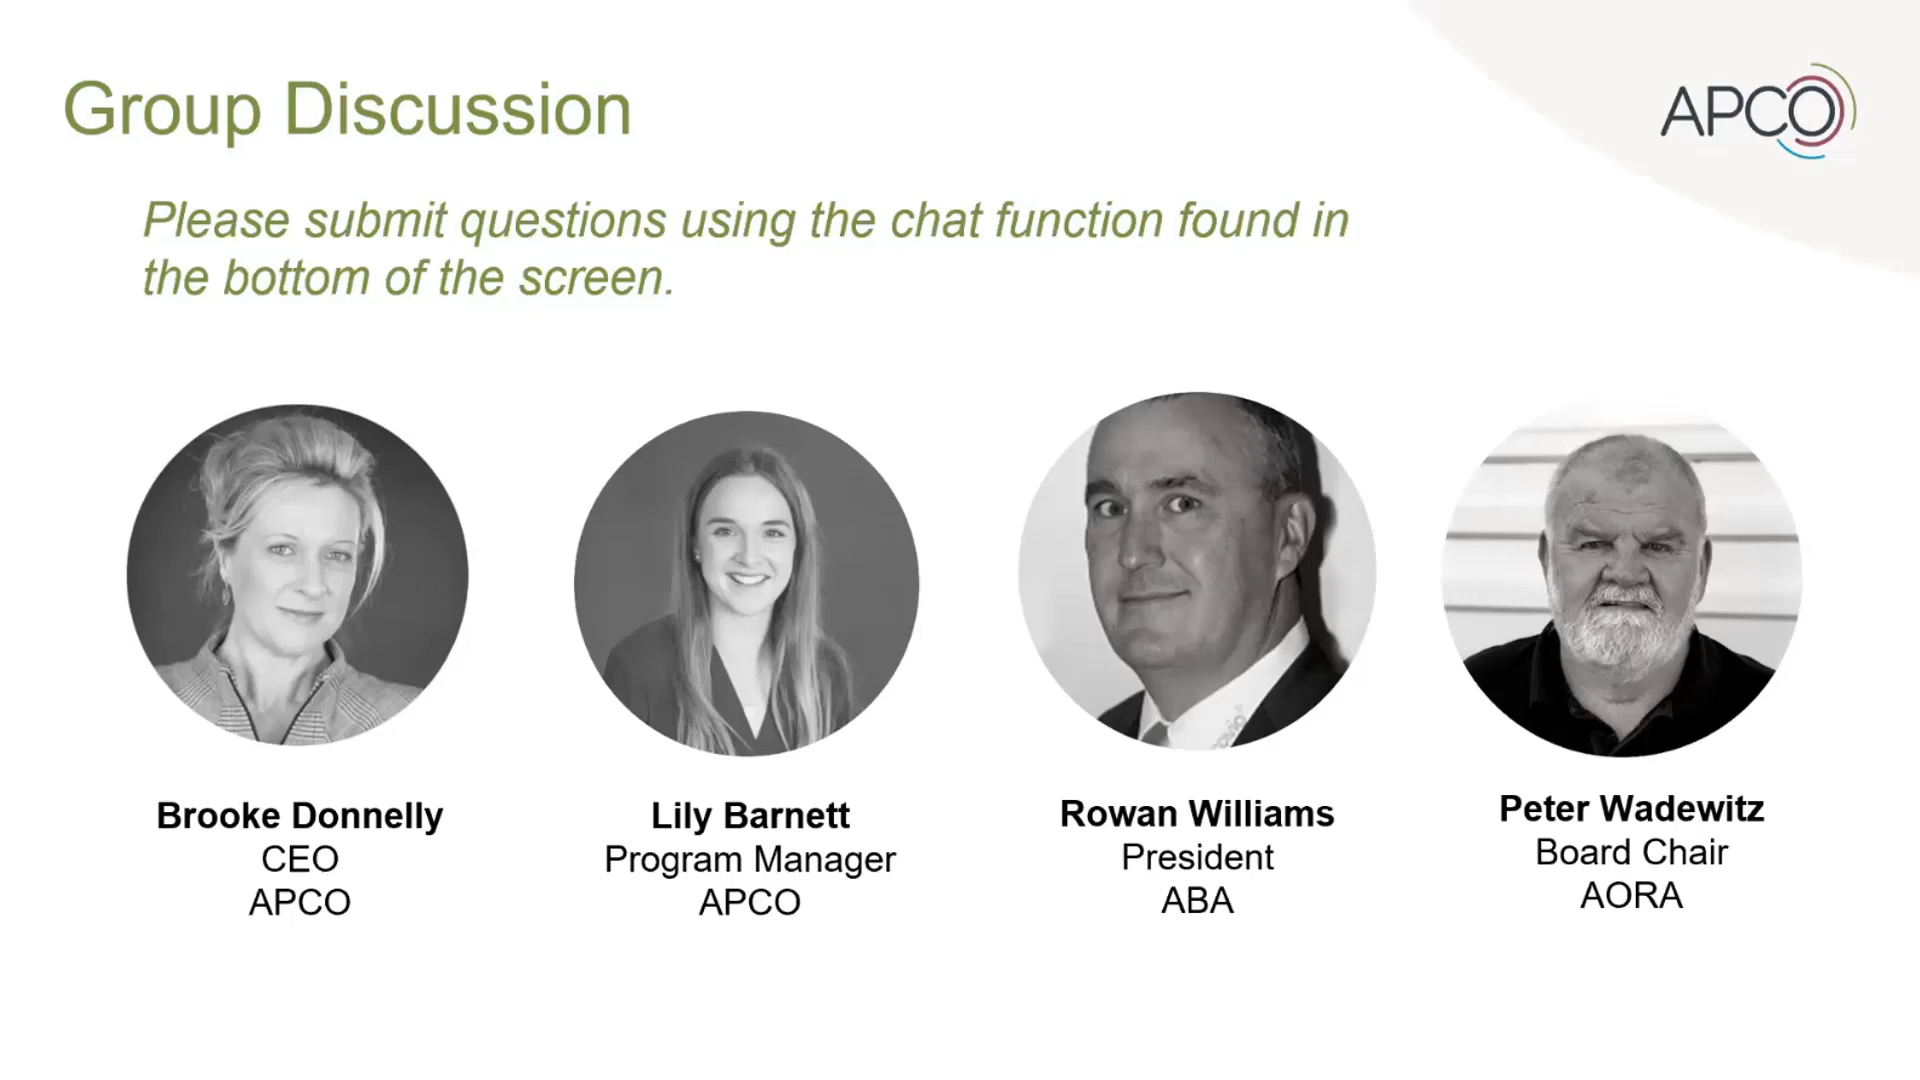 Group Discussion
APCO
Please submit questions using the chat function found in
the bottom of the screen.
Brooke Donnelly
CEO
APCO
Lily Barnett
Program Manager
APCO
Rowan Williams
President
ABA
Peter Wadewitz
Board Chair
AORA